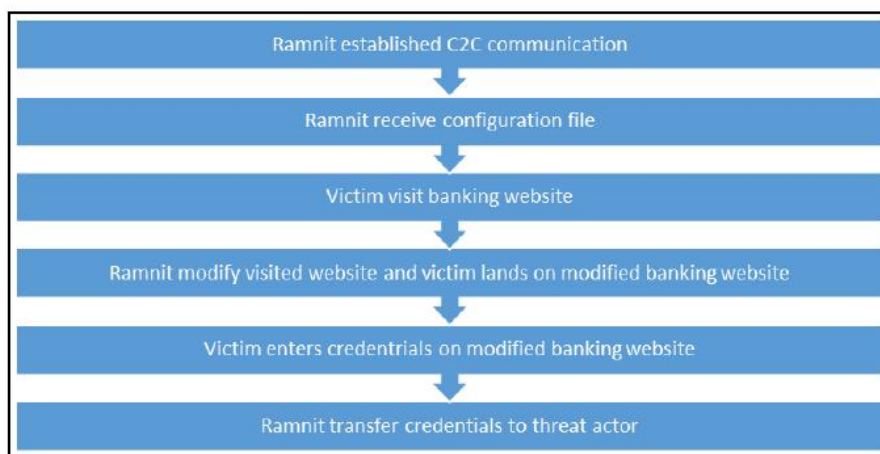 Ramnit established C2C communication
Ramnit receive configuration file
Victim visit banking website
Ramnit modify visited website and victim lands on modified banking website
Victim enters credentrials on modified banking website
Ramnit transfer credentials to threat actor